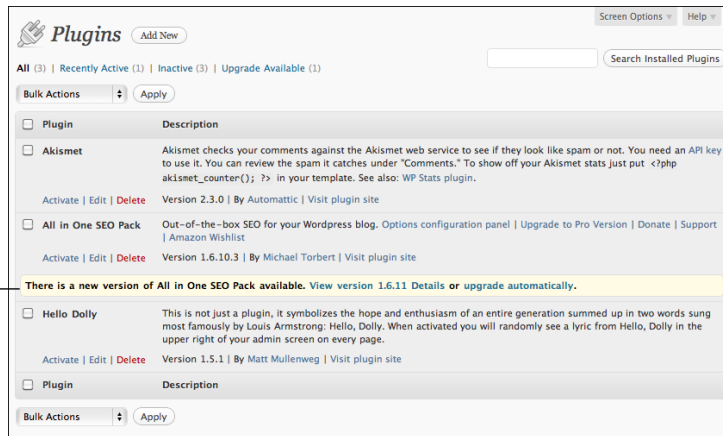 Screen Options Help
Plugins Add New
Search Installed Plugins
All (3) | Recently Active (1) | Inactive (3) | Upgrade Available (1)
Bulk Actions Apply
Plugin Description
Akismet Akismet checks your comments against the Akismet web service to see if they look like spam or not. You need an API key
to use it. You can review the spam it catches under "Comments." To show off your Akismet stats just put <?php
akismet_counter(); ?> in your template. See also: WP Stats plugin.
Activate | Edit | Delete Version 2.3.0 | By Automattic | Visit plugin site
All in One SEO Pack Out-of-the-box SEO for your Wordpress blog. Options configuration panel | Upgrade to Pro Version | Donate | Support
| Amazon Wishlist
Activate | Edit | Delete Version 1.6.10.3 | By Michael Torbert | Visit plugin site
There is a new version of All in One SEO Pack available. View version 1.6.11 Details or upgrade automatically.
Hello Dolly This is not just a plugin, it symbolizes the hope and enthusiasm of an entire generation summed up in two words sung
most famously by Louis Armstrong: Hello, Dolly. When activated you will randomly see a lyric from Hello, Dolly in the
upper right of your admin screen on every page.
Activate | Edit | Delete Version 1.5.1 | By Matt Mullenweg | Visit plugin site
Plugin Description
Bulk Actions Apply